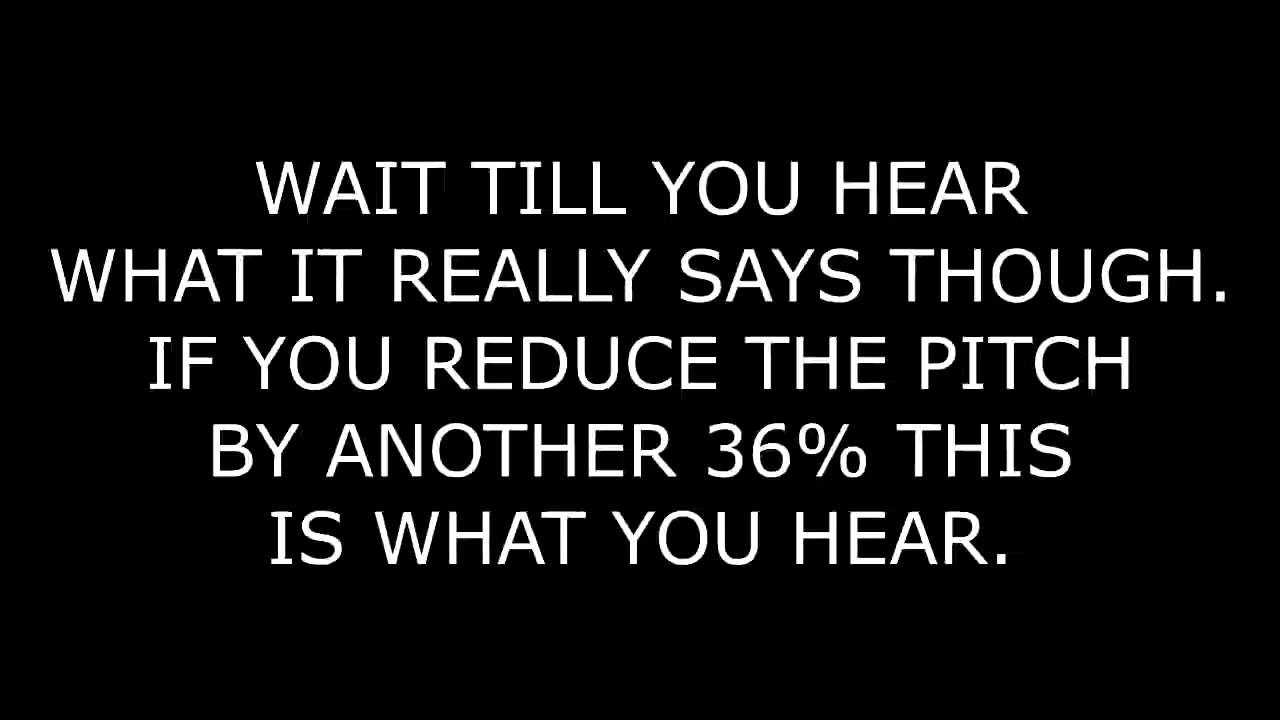 WAIT TILL YOU HEAR
WHAT IT REALLY SAYS THOUGH.
IF YOU REDUCE THE PITCH
BY ANOTHER 36% THIS
IS WHAT YOU HEAR.